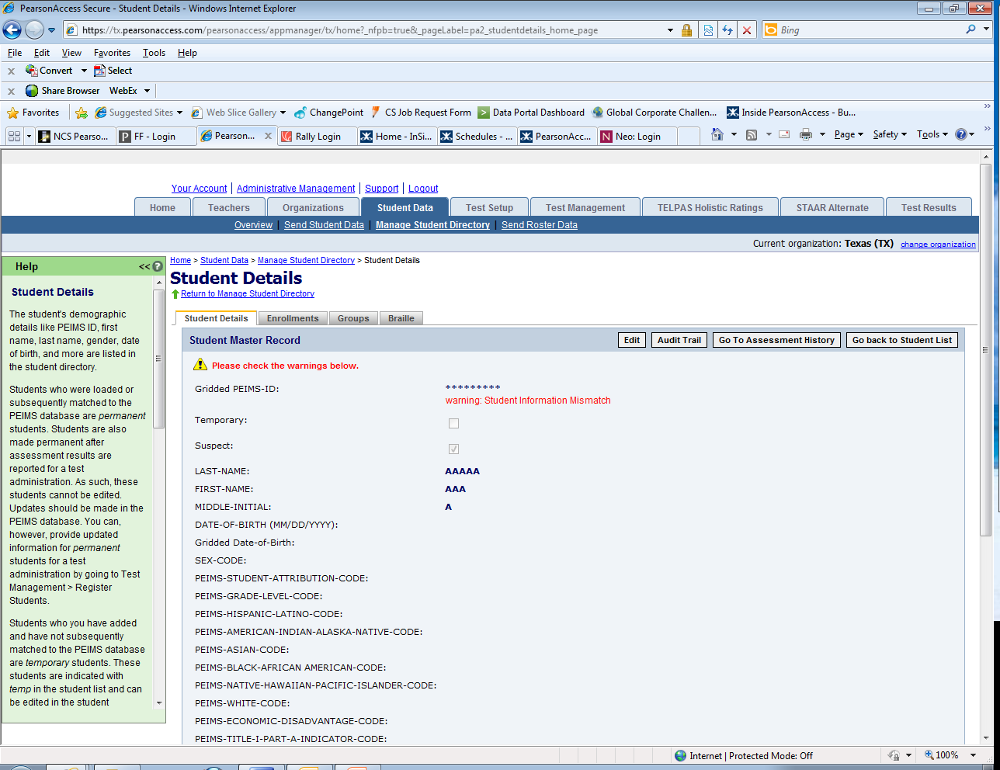 PearsonAccess Secure - Student Details - Windows Internet Explorer
https://tx.pearsonaccess.com/pearsonaccess/appmanager/tx/home?_nfpb=true&_pageLabel=pa2_studentdetails_home_page
Bing
File Edit View Favorites Tools Help
x Convert Select
x Share Browser WebEx
Favorites Suggested Sites Web Slice Gallery ChangePoint CS Job Request Form Data Portal Dashboard Global Corporate Challen... Inside PearsonAccess - Bu...
NCS Pearso... FF - Login Pearson... X Rally Login Home - InSi... Schedules - ... PearsonAcc... Neo: Login Page Safety Tools
Your Account | Administrative Management | Support | Logout
Home Teachers Organizations Student Data Test Setup Test Management TELPAS Holistic Ratings STAAR Alternate Test Results
Overview | Send Student Data | Manage Student Directory | Send Roster Data
Current organization: Texas (TX) change organization
Help << ?
Student Details
The student's demographic
details like PEIMS ID, first
name, last name, gender, date
of birth, and more are listed in
the student directory.
Students who were loaded or
subsequently matched to the
PEIMS database are permanent
students. Students are also
made permanent after
assessment results are
reported for a test
administration. As such, these
students cannot be edited.
Updates should be made in the
PEIMS database. You can,
however, provide updated
information for permanent
students for a test
administration by going to Test
Management > Register
Students.
Students who you have added
and have not subsequently
matched to the PEIMS database
are temporary students. These
students are indicated with
temp in the student list and can
be edited in the student
Home > Student Data > Manage Student Directory > Student Details
Student Details
Return to Manage Student Directory
Student Details Enrollments Groups Braille
Student Master Record Edit Audit Trail Go To Assessment History Go back to Student List
Please check the warnings below.
Gridded PEIMS-ID: *********
warning: Student Information Mismatch
Temporary:
Suspect:
LAST-NAME: AAAAA
FIRST-NAME: AAA
MIDDLE-INITIAL: A
DATE-OF-BIRTH (MM/DD/YYYY):
Gridded Date-of-Birth:
SEX-CODE:
PEIMS-STUDENT-ATTRIBUTION-CODE:
PEIMS-GRADE-LEVEL-CODE:
PEIMS-HISPANIC-LATINO-CODE:
PEIMS-AMERICAN-INDIAN-ALASKA-NATIVE-CODE:
PEIMS-ASIAN-CODE:
PEIMS-BLACK-AFRICAN AMERICAN-CODE:
PEIMS-NATIVE-HAWAIIAN-PACIFIC-ISLANDER-CODE:
PEIMS-WHITE-CODE:
PEIMS-ECONOMIC-DISADVANTAGE-CODE:
PEIMS-TITLE-I-PART-A-INDICATOR-CODE:
Internet | Protected Mode: Off 100%